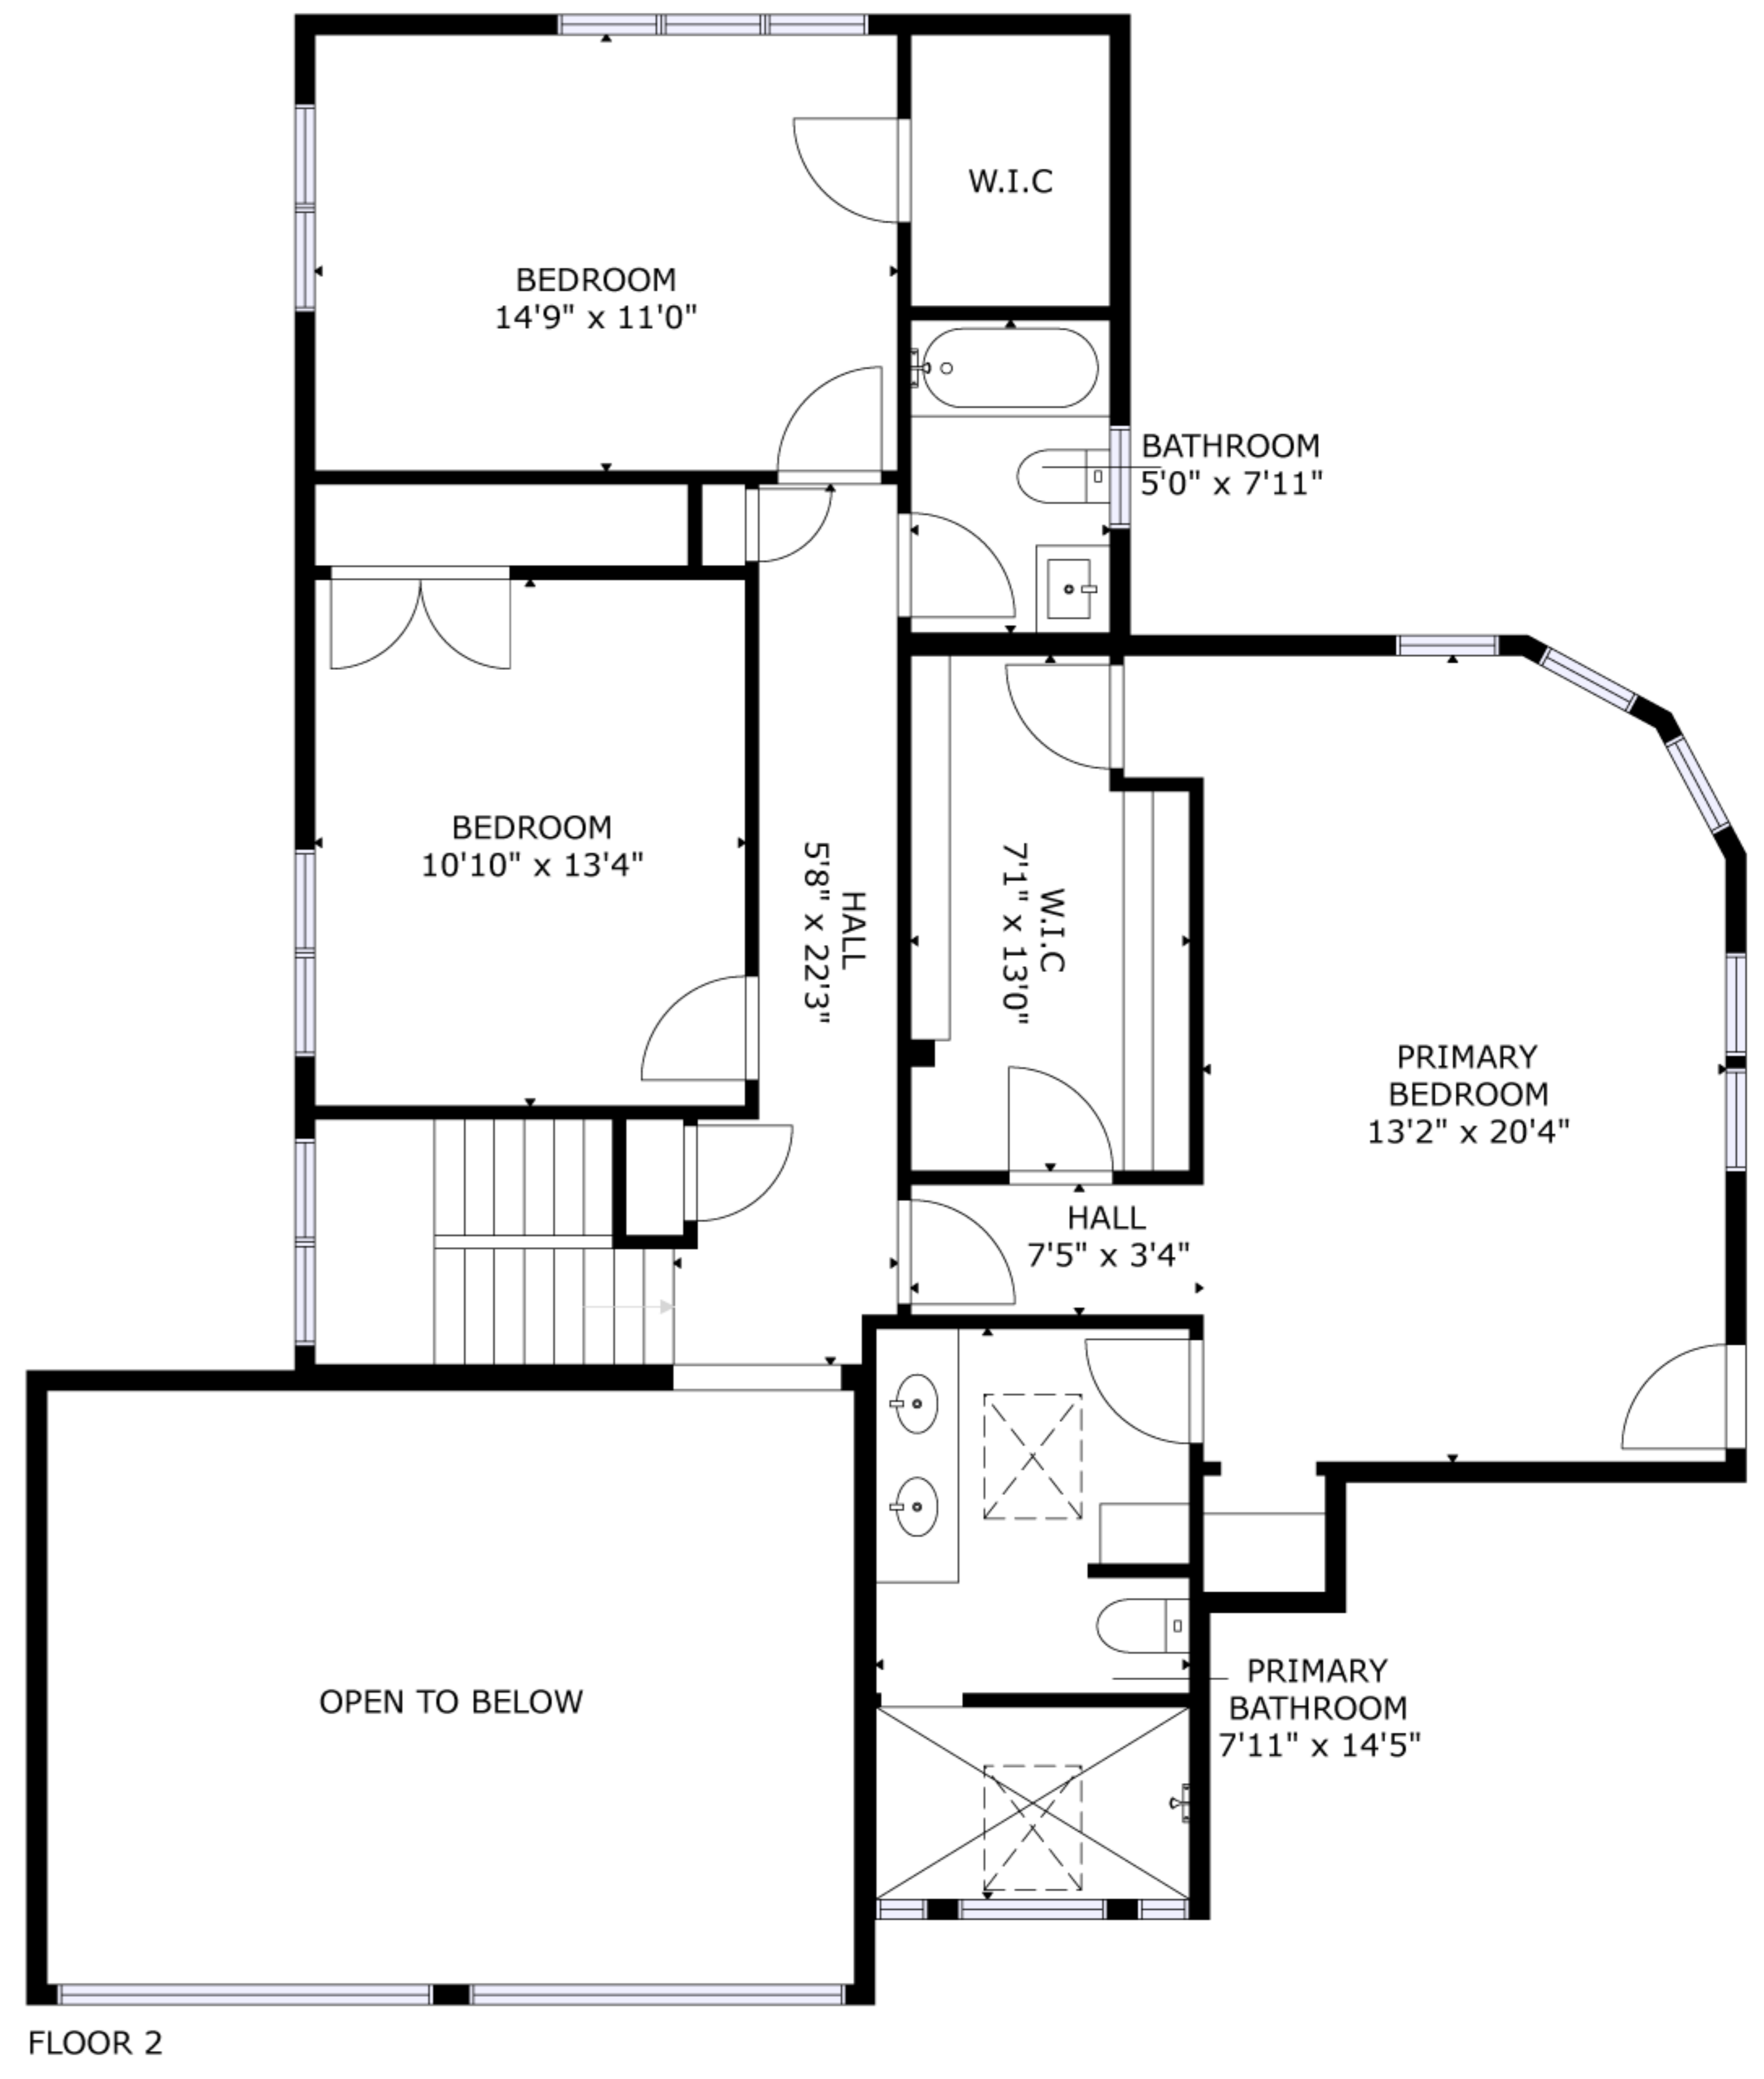 W.I.C
BEDROOM
14'9" x 11'0"
BATHROOM
5'0" x 7'11"
BEDROOM
10'10" x 13'4"
HALL
5'8" x 22'3"
W.I.C
7'1" x 13'0"
PRIMARY
BEDROOM
13'2" x 20'4"
HALL
7'5" x 3'4"
OPEN TO BELOW
PRIMARY
BATHROOM
7'11" x 14'5"
FLOOR 2